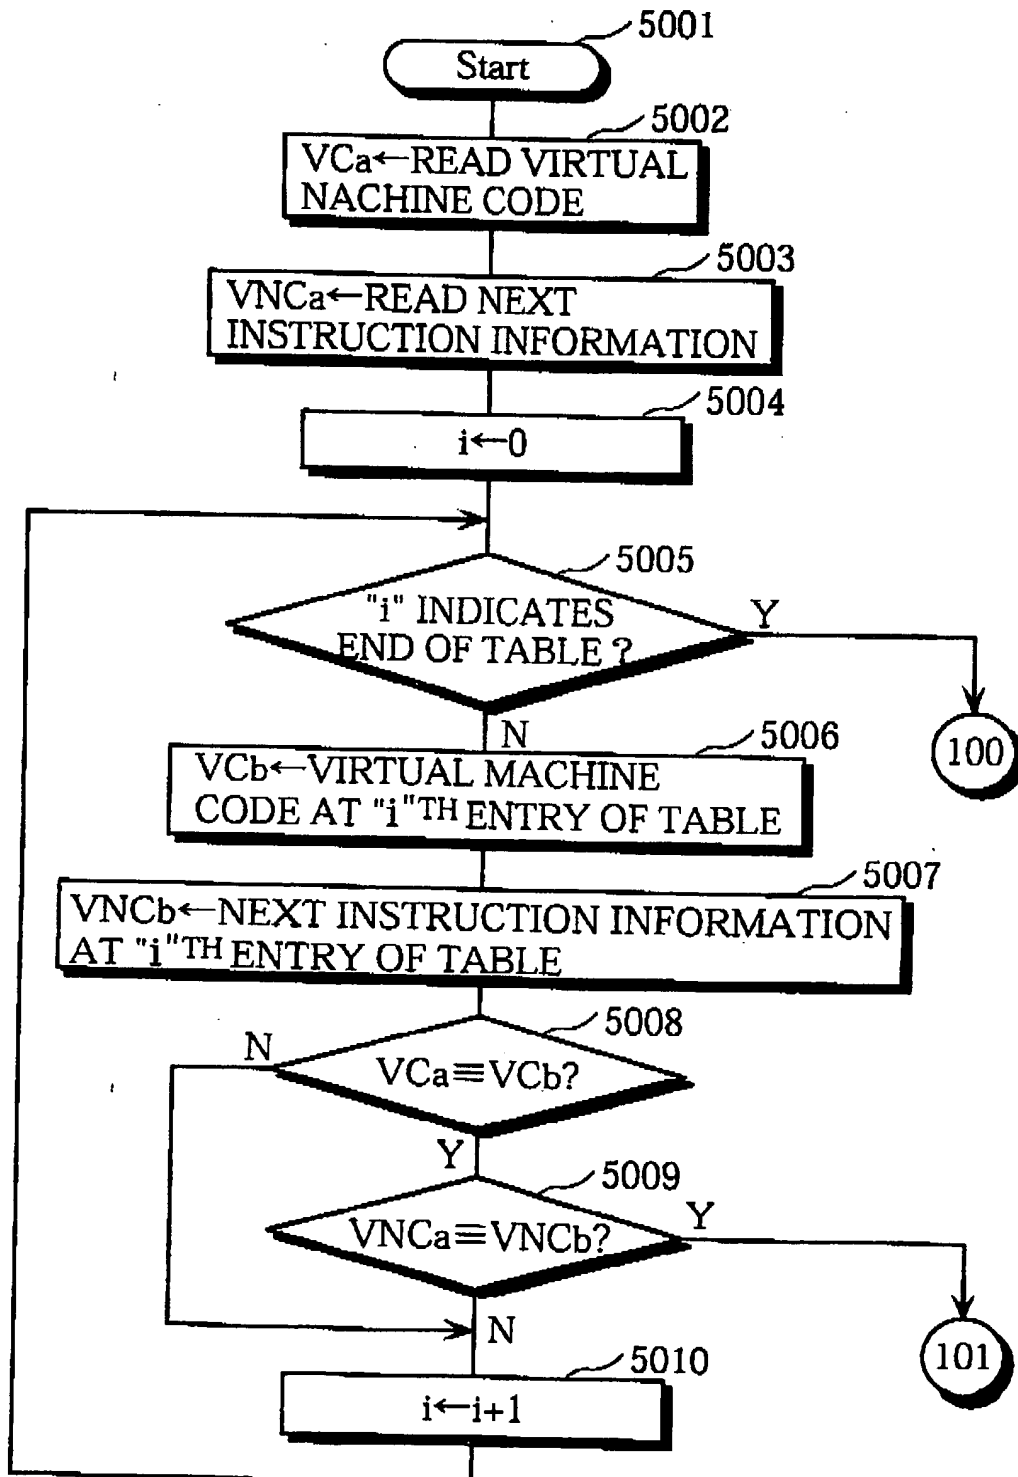 5001
Start
5002
VCa←READ VIRTUAL
NACHINE CODE
5003
VNCa←READ NEXT
INSTRUCTION INFORMATION
5004
i←0
5005
"i" INDICATES
END OF TABLE ?
Y
N
100
5006
VCb←VIRTUAL MACHINE
CODE AT "i"TH ENTRY OF TABLE
5007
VNCb←NEXT INSTRUCTION INFORMATION
AT "i"TH ENTRY OF TABLE
5008
N
VCa≡VCb?
Y
5009
VNCa≡VNCb?
Y
N
101
5010
i←i+1